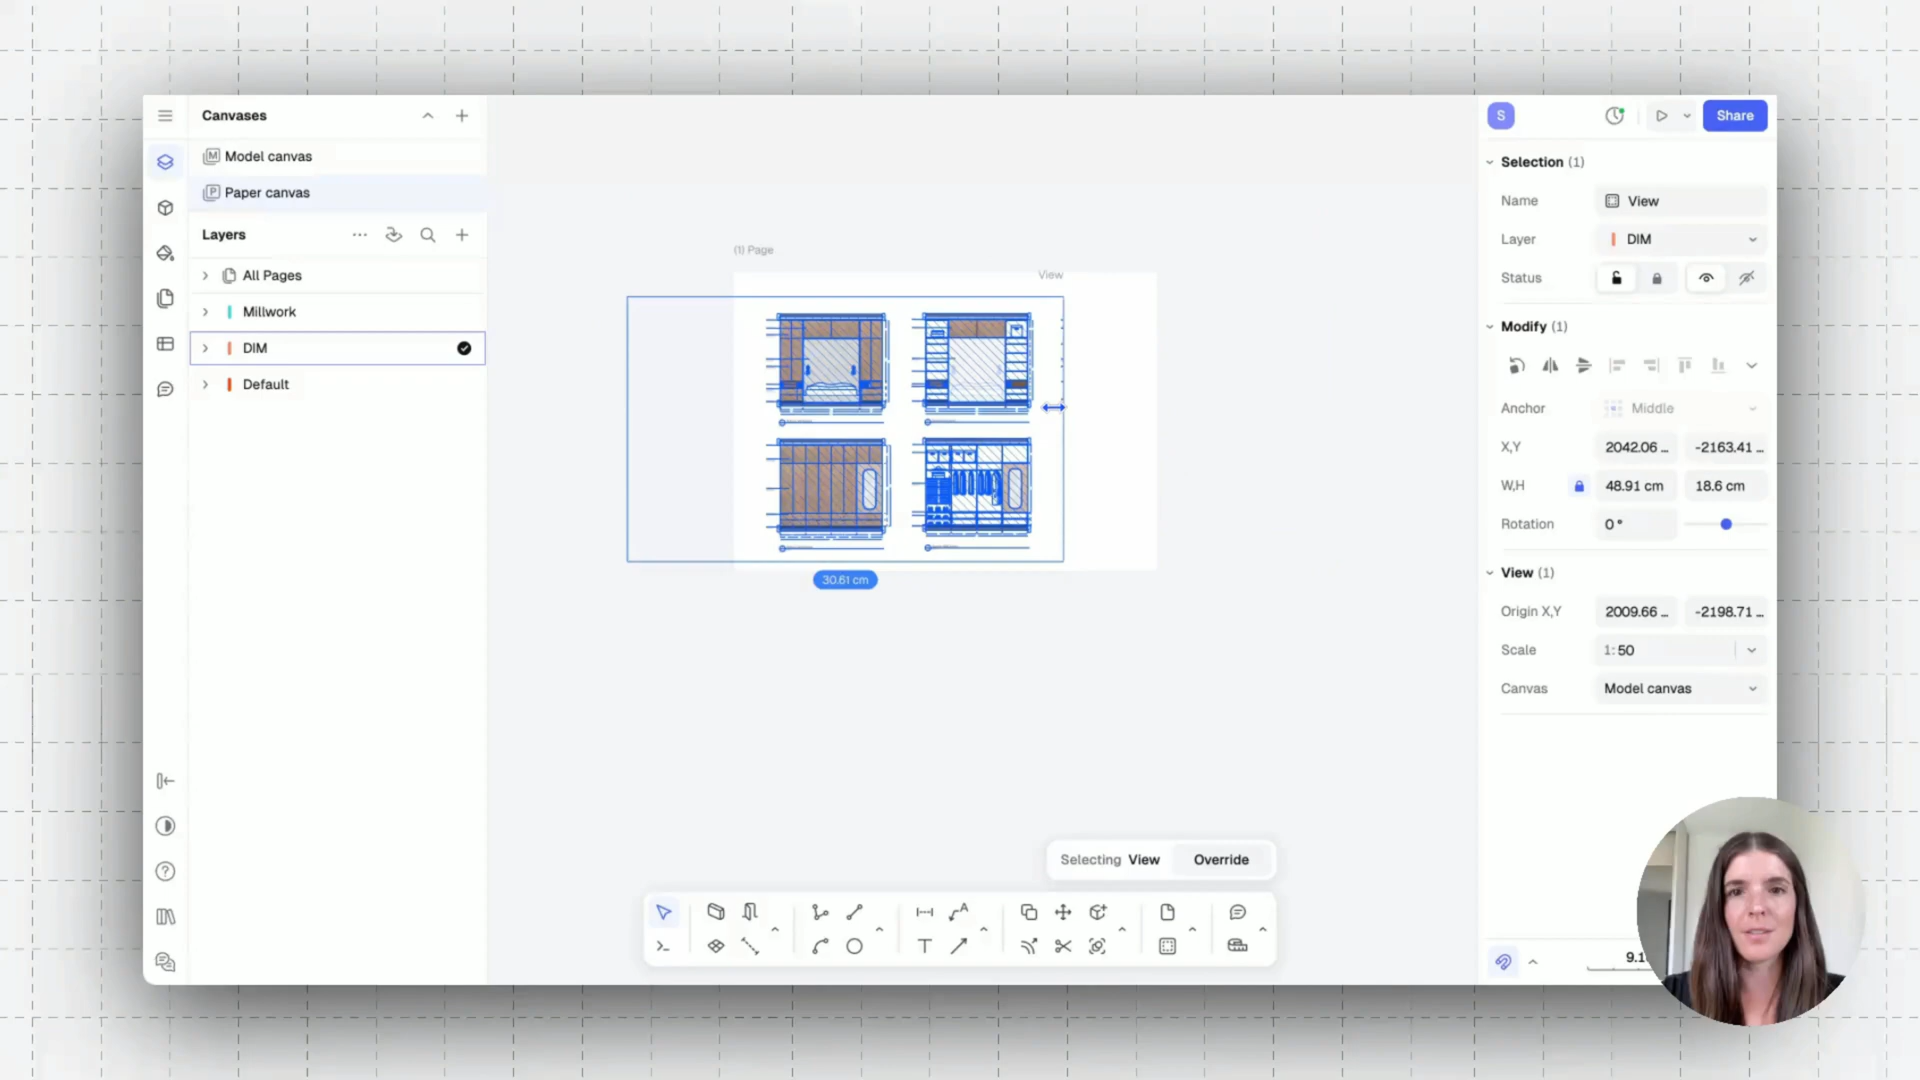 Canvases
Model canvas
Paper canvas
Layers
All Pages
Millwork
DIM
Default
(1) Page
View
30.61 cm
Selecting View Override
S
Share
Selection (1)
Name View
Layer DIM
Status
Modify (1)
Anchor Middle
X,Y 2042.06 ... -2163.41 ...
W,H 48.91 cm 18.6 cm
Rotation 0°
View (1)
Origin X,Y 2009.66 ... -2198.71 ...
Scale 1:50
Canvas Model canvas